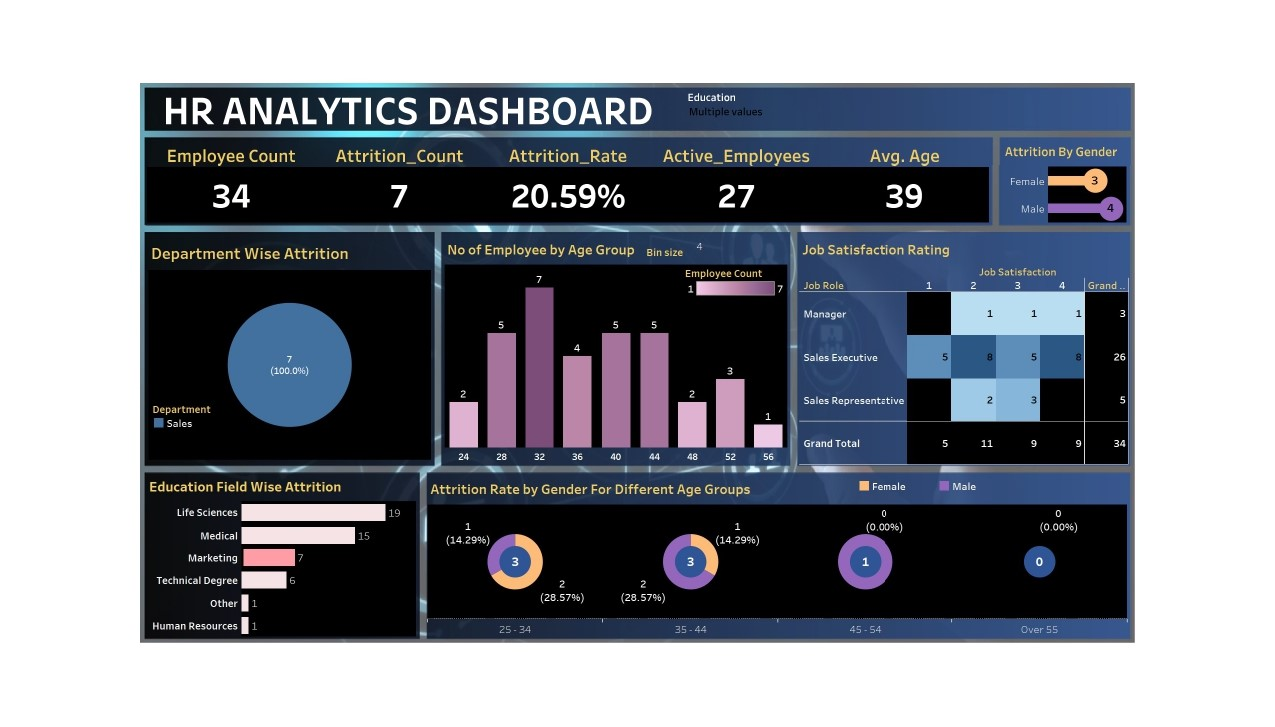 HR ANALYTICS DASHBOARD
Education
Multiple values
Employee Count Attrition_Count Attrition_Rate Active_Employees Avg. Age
34 7 20.59% 27 39
Attrition By Gender
Female 3
Male 4
Department Wise Attrition
7
(100.0%)
Department
Sales
No of Employee by Age Group Bin size 4
Employee Count
1 7
2 5 7 4 5 5 2 3 1
24 28 32 36 40 44 48 52 56
Job Satisfaction Rating
Job Satisfaction
Job Role 1 2 3 4 Grand ..
Manager 1 1 1 3
Sales Executive 5 8 5 8 26
Sales Representative 2 3 5
Grand Total 5 11 9 9 34
Education Field Wise Attrition
Life Sciences 19
Medical 15
Marketing 7
Technical Degree 6
Other 1
Human Resources 1
Attrition Rate by Gender For Different Age Groups
Female Male
1
(14.29%)
3
2
(28.57%)
1
(14.29%)
3
2
(28.57%)
0
(0.00%)
1
0
(0.00%)
0
25 - 34 35 - 44 45 - 54 Over 55